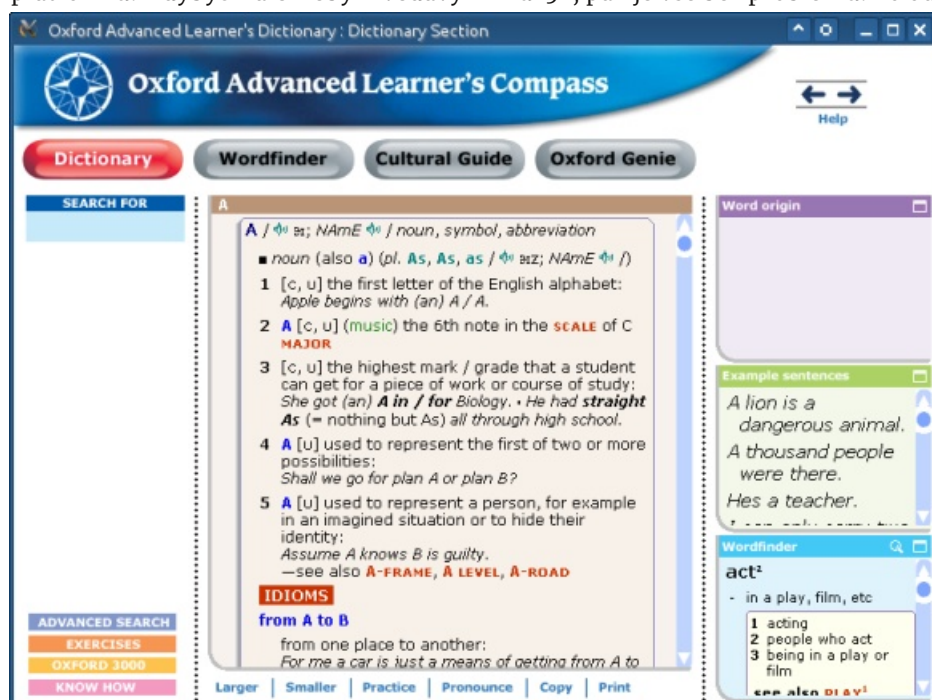 Oxford Advanced Learner's Dictionary : Dictionary Section
Oxford Advanced Learner's Compass
Help
Dictionary
Wordfinder
Cultural Guide
Oxford Genie
SEARCH FOR
A
A / eɪ; NAmE / noun, symbol, abbreviation
■ noun (also a) (pl. As, A's, a's / eɪz; NAmE /)
1 [C, U] the first letter of the English alphabet:
Apple begins with (an) A / A.
2 A [C, U] (music) the 6th note in the SCALE of C
MAJOR
3 [C, U] the highest mark / grade that a student
can get for a piece of work or course of study:
She got (an) A in / for Biology. • He had straight
As (= nothing but As) all through high school.
4 A [U] used to represent the first of two or more
possibilities:
Shall we go for plan A or plan B?
5 A [U] used to represent a person, for example
in an imagined situation or to hide their
identity:
Assume A knows B is guilty.
—see also A-FRAME, A LEVEL, A-ROAD
IDIOMS
from A to B
from one place to another:
For me a car is just a means of getting from A to
Larger | Smaller | Practice | Pronounce | Copy | Print
ADVANCED SEARCH
EXERCISES
OXFORD 3000
KNOW HOW
Word origin
Example sentences
A lion is a
dangerous animal.
A thousand people
were there.
Hes a teacher.
Wordfinder
act²
- in a play, film, etc
1 acting
2 people who act
3 being in a play or
film
see also PLAY¹